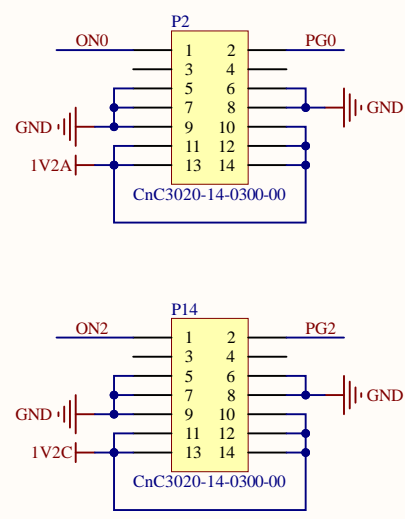 P2
ON0 1 2 PG0
3 4
5 6
7 8 GND
GND 9 10
11 12
1V2A 13 14
CnC3020-14-0300-00
P14
ON2 1 2 PG2
3 4
5 6
7 8 GND
GND 9 10
11 12
1V2C 13 14
CnC3020-14-0300-00